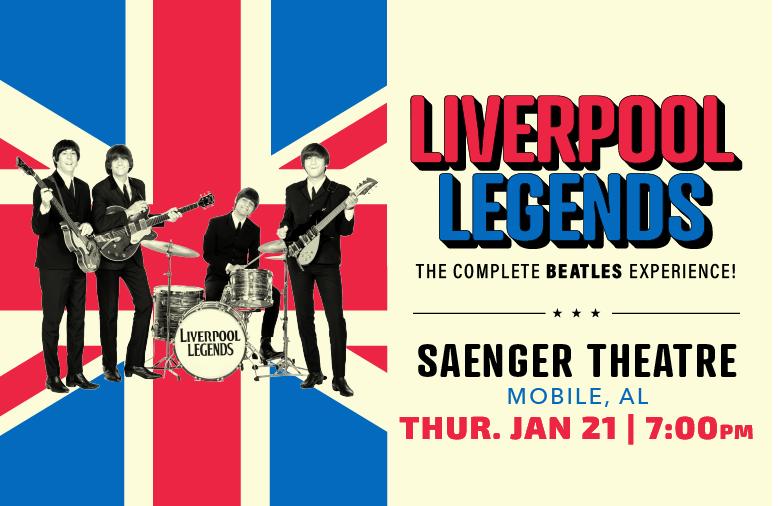 LIVERPOOL
LEGENDS
THE COMPLETE BEATLES EXPERIENCE!
SAENGER THEATRE
MOBILE, AL
THUR. JAN 21 | 7:00PM
LIVERPOOL
LEGENDS